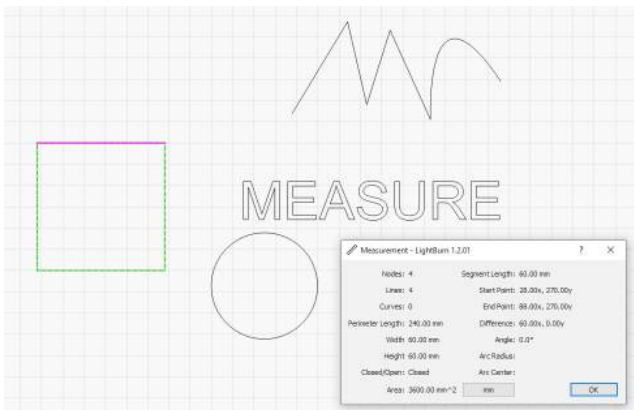 MEASURE
Measurement - LightBurn 1.2.01
Nodes: 4 Segment Length: 60.00 mm
Lines: 4 Start Point: 28.00x, 270.00y
Curves: 0 End Point: 88.00x, 270.00y
Perimeter Length: 240.00 mm Difference: 60.00x, 0.00y
Width 60.00 mm Angle: 0.0°
Height 60.00 mm Arc Radius:
Closed/Open: Closed Arc Center:
Area: 3600.00 mm^2 mm OK